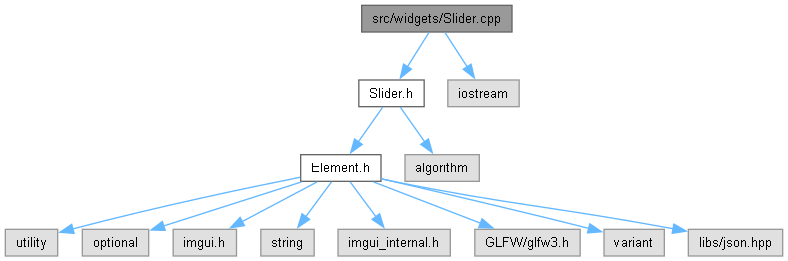 src/widgets/Slider.cpp
Slider.h
iostream
Element.h
algorithm
utility
optional
imgui.h
string
imgui_internal.h
GLFW/glfw3.h
variant
libs/json.hpp